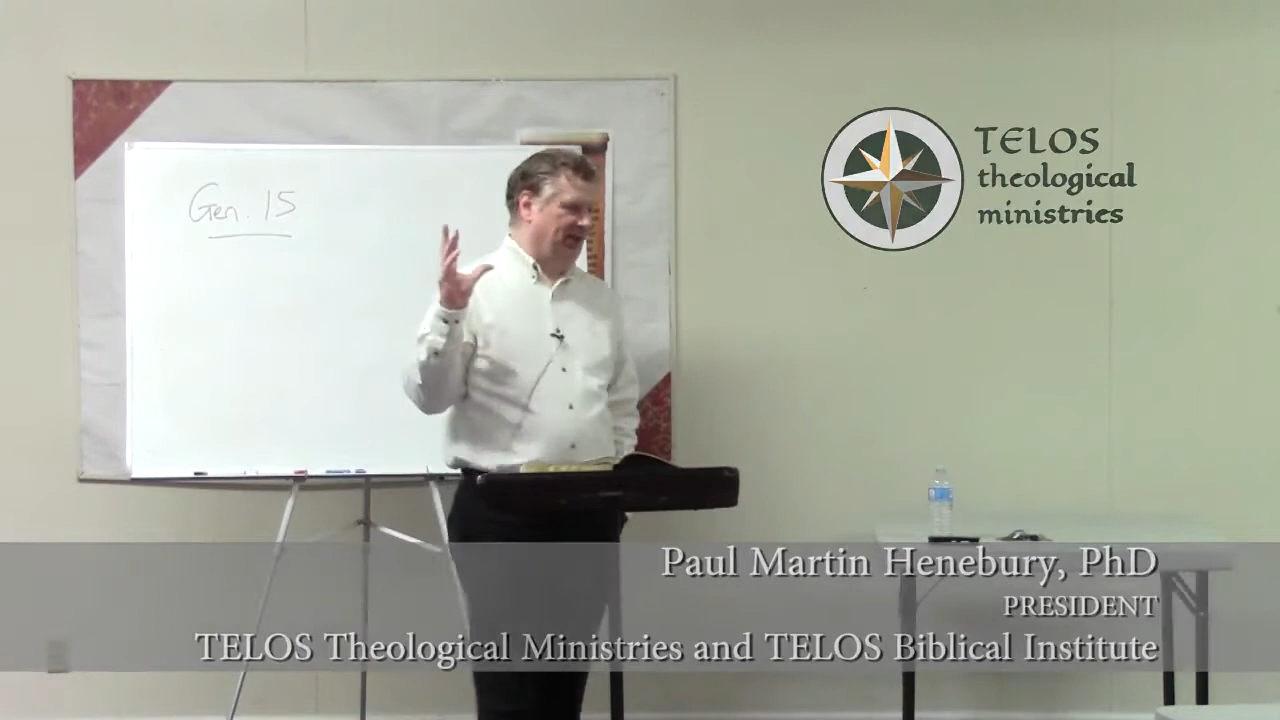 Gen. 15
TELOS
theological
ministries
Paul Martin Henebury, PhD
PRESIDENT
TELOS Theological Ministries and TELOS Biblical Institute